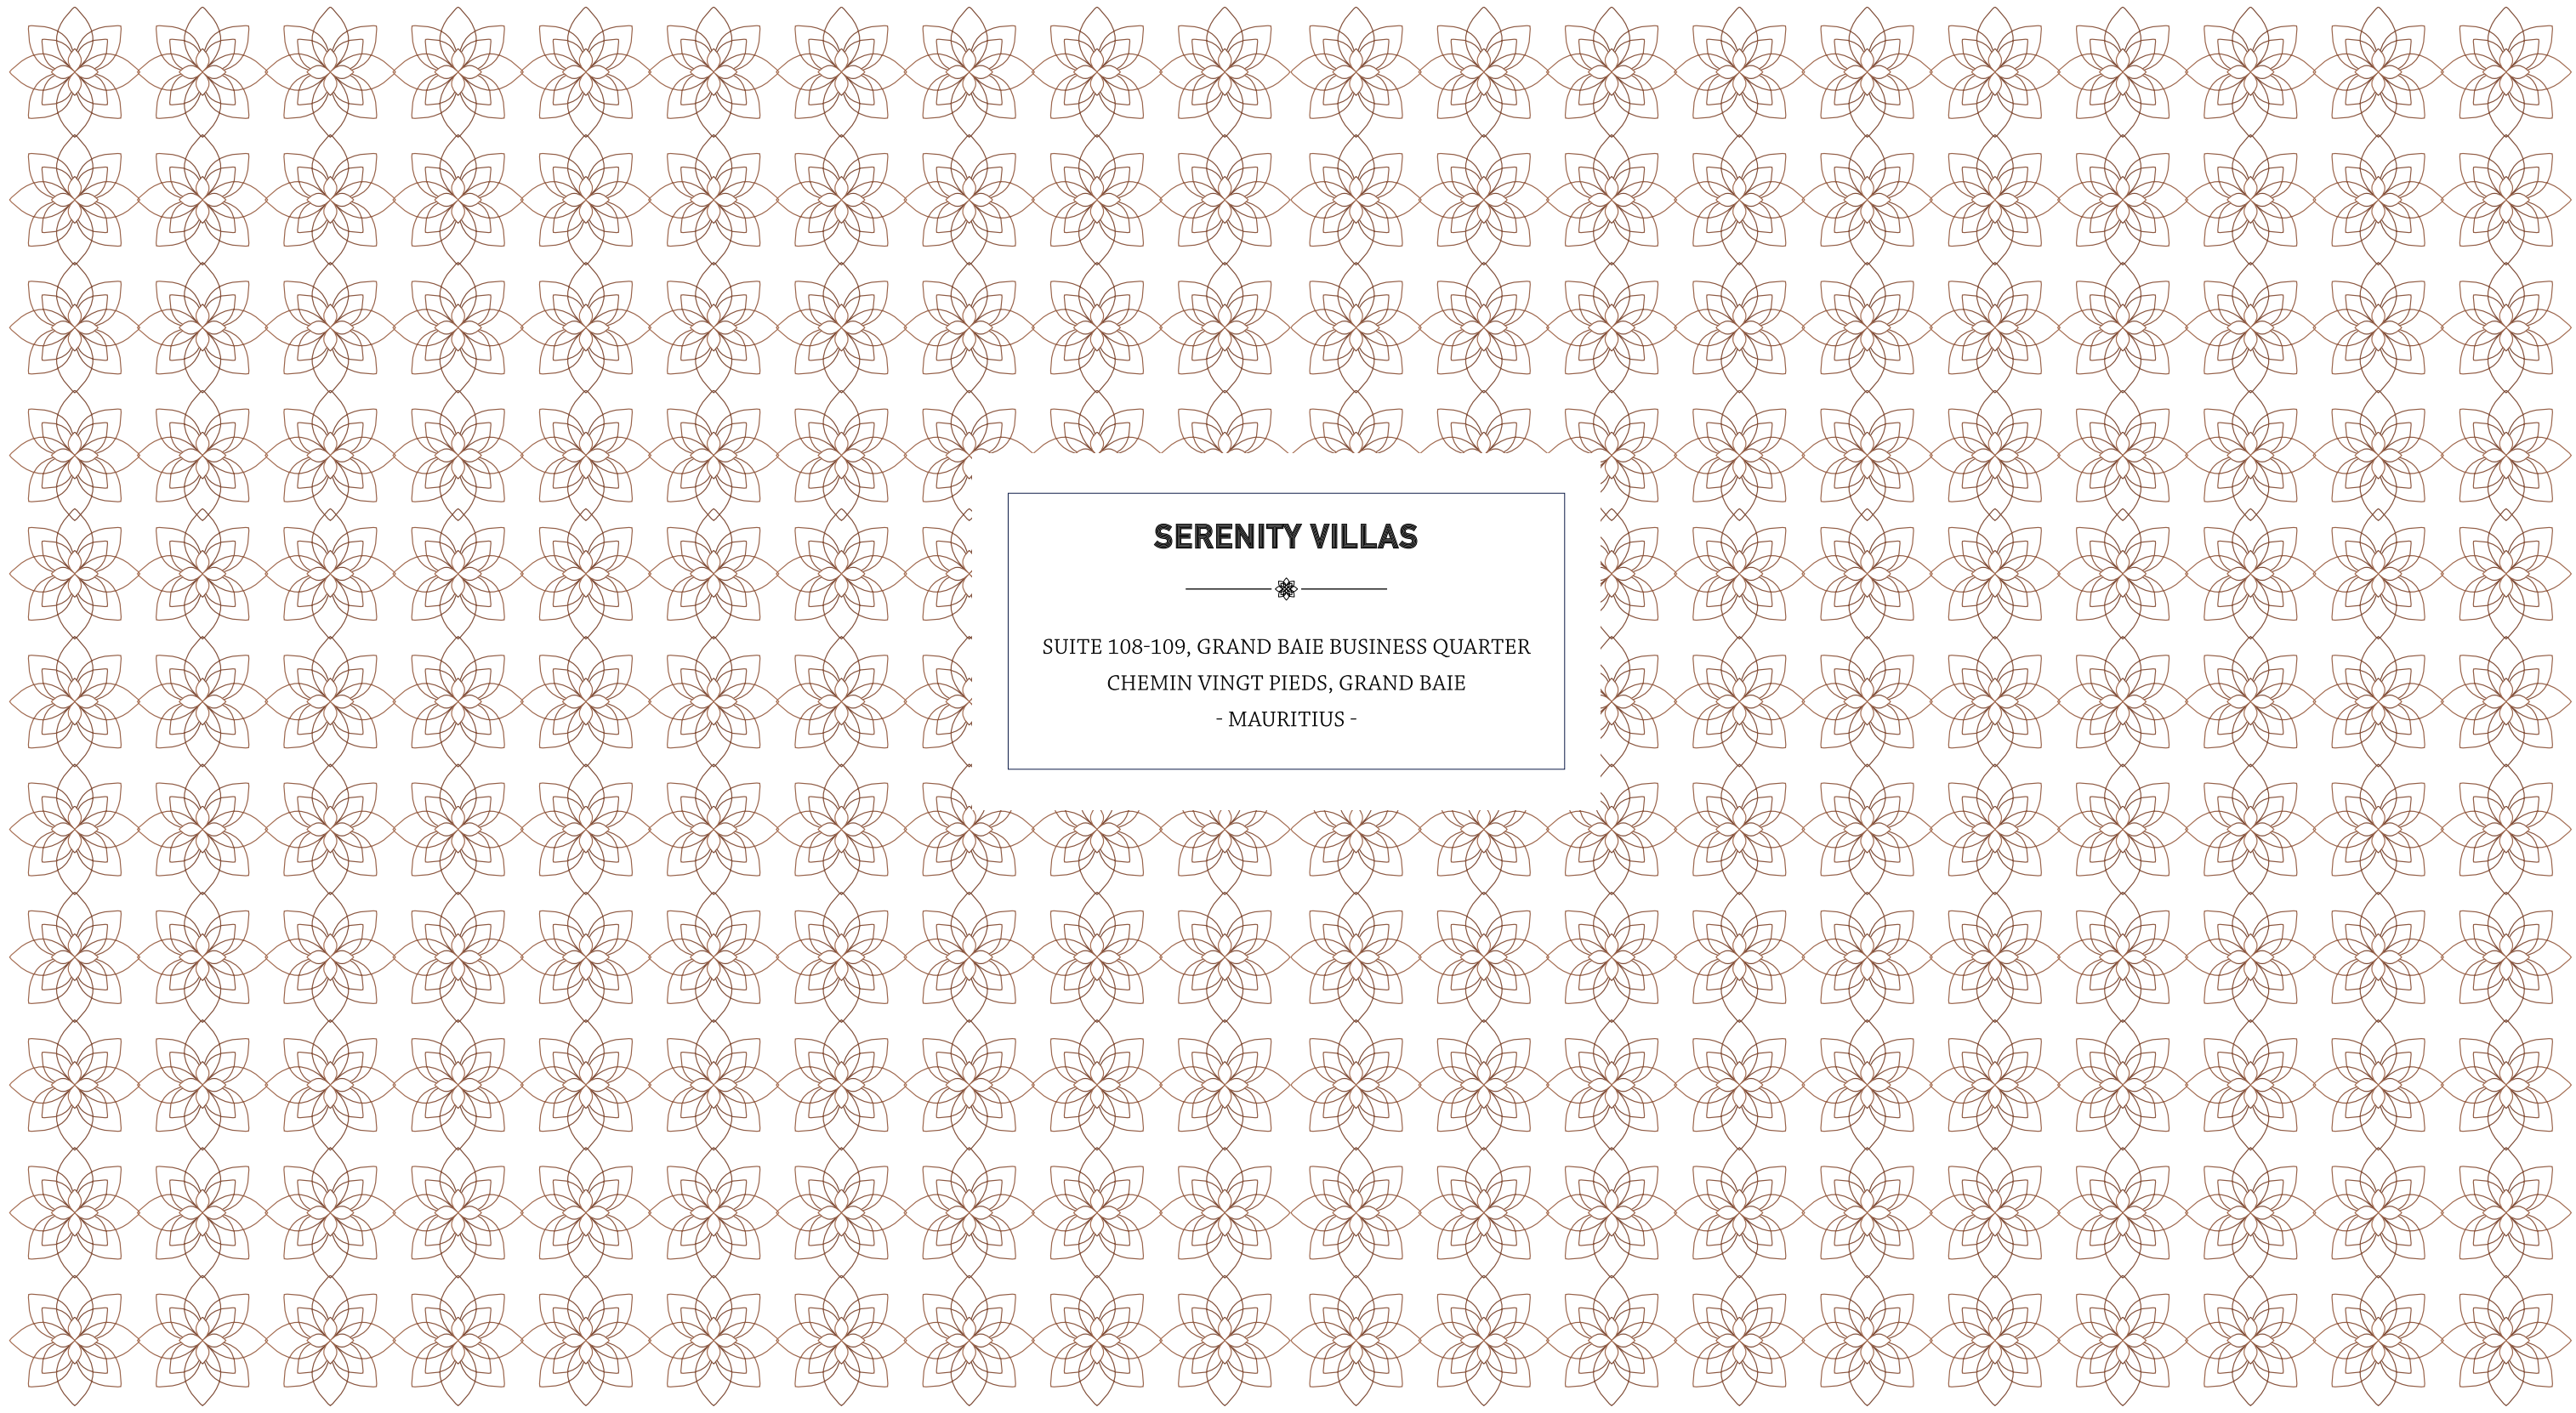 SERENITY VILLAS
SUITE 108-109, GRAND BAIE BUSINESS QUARTER
CHEMIN VINGT PIEDS, GRAND BAIE
- MAURITIUS -